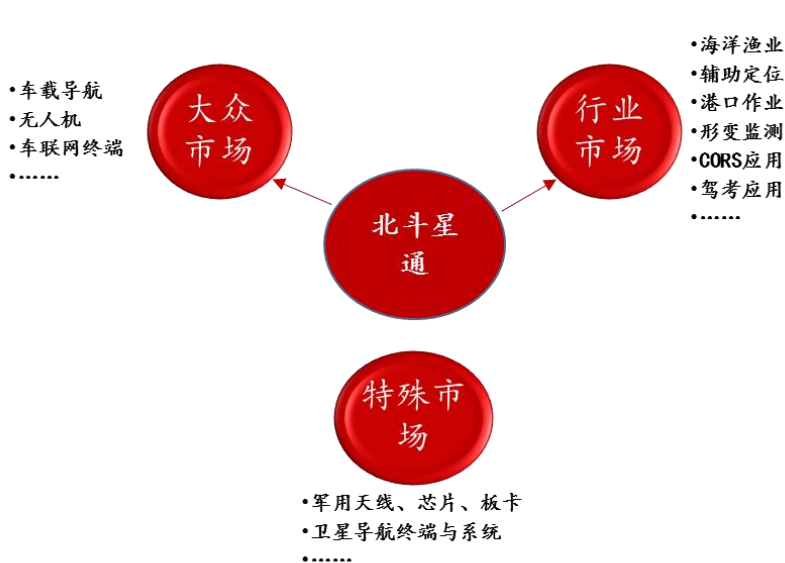 大众
市场
•车载导航
•无人机
•车联网终端
•……
行业
市场
•海洋渔业
•辅助定位
•港口作业
•形变监测
•CORS应用
•驾考应用
•……
北斗星
通
特殊市
场
•军用天线、芯片、板卡
•卫星导航终端与系统
•……